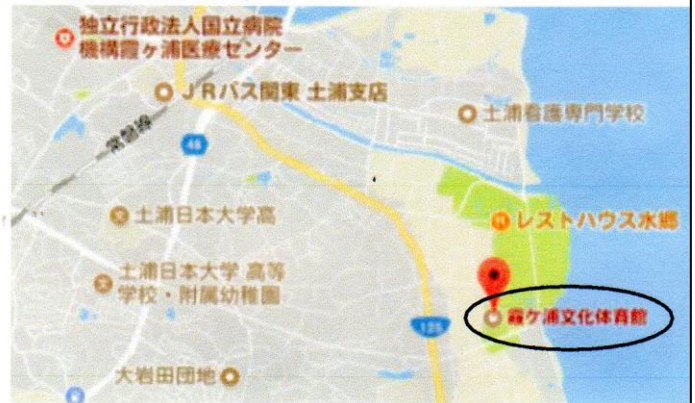 独立行政法人国立病院
機構霞ヶ浦医療センター
JRバス関東 土浦支店
常磐線
土浦看護専門学校
48
土浦日本大学高
レストハウス水郷
土浦日本大学 高等
学校・附属幼稚園
霞ケ浦文化体育館
125
大岩田団地